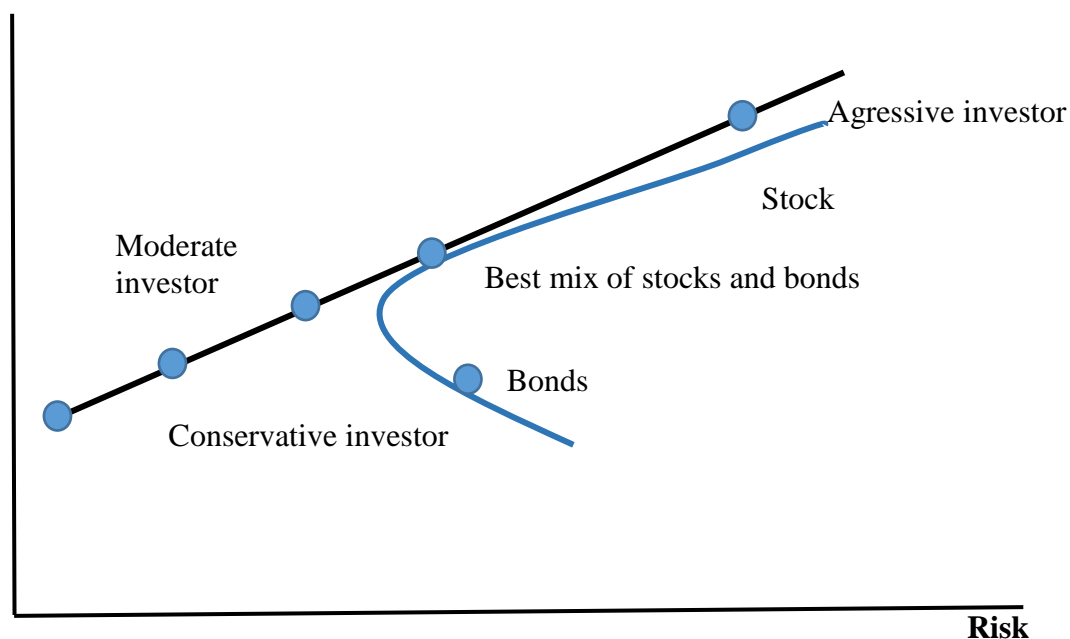 Agressive investor
Stock
Moderate
investor
Best mix of stocks and bonds
Bonds
Conservative investor
Risk